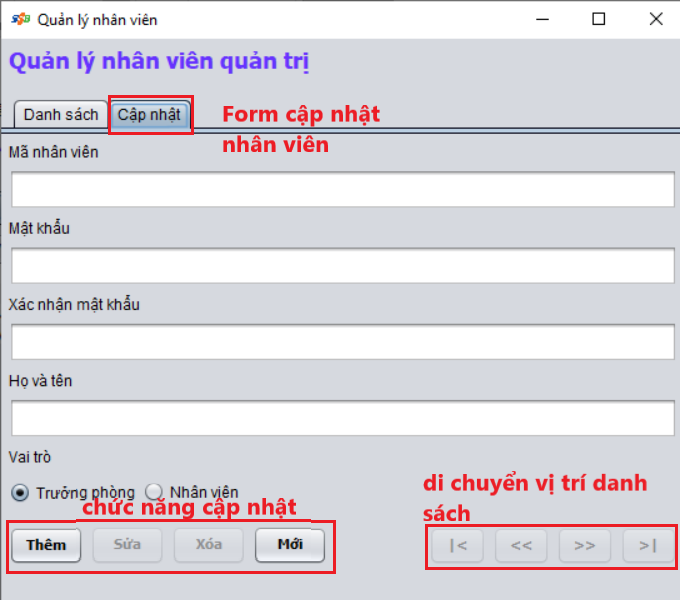 Quản lý nhân viên
Quản lý nhân viên quản trị
Danh sách
Cập nhật
Form cập nhật
nhân viên
Mã nhân viên
Mật khẩu
Xác nhận mật khẩu
Họ và tên
Vai trò
Trưởng phòng
Nhân viên
chức năng cập nhật
di chuyển vị trí danh
sách
Thêm
Sửa
Xóa
Mới
|<
<<
>>
>|